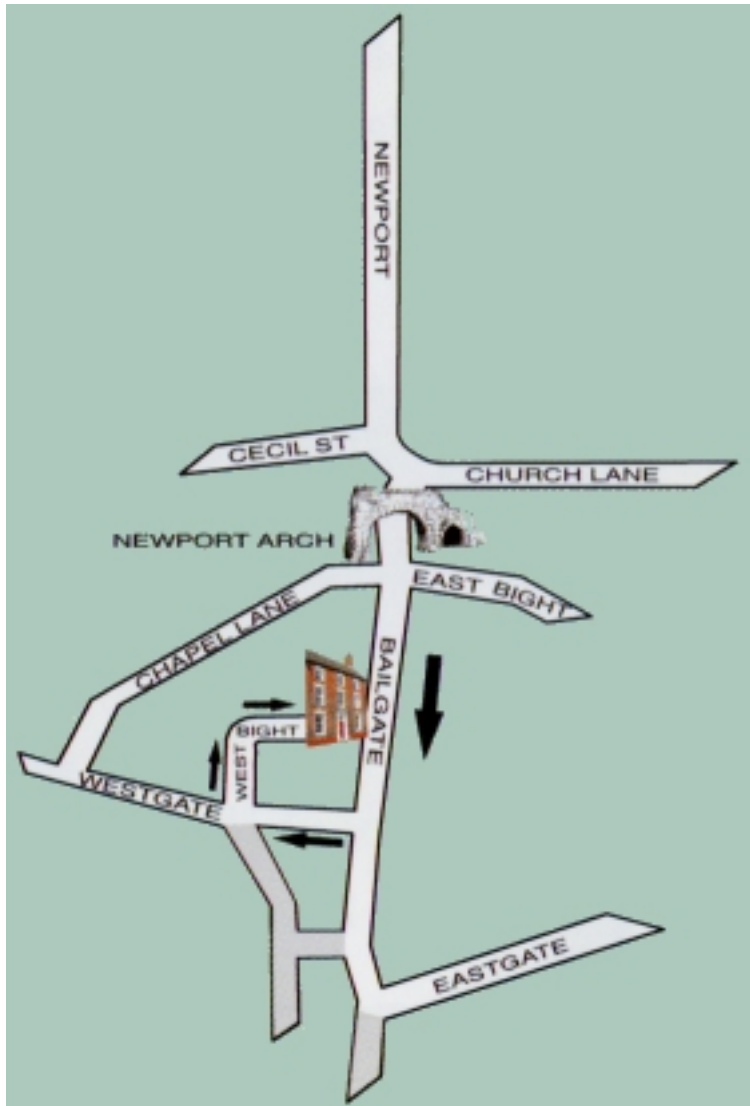 NEWPORT
CECIL ST
CHURCH LANE
NEWPORT ARCH
EAST BIGHT
CHAPEL LANE
BAILGATE
WEST BIGHT
WESTGATE
EASTGATE